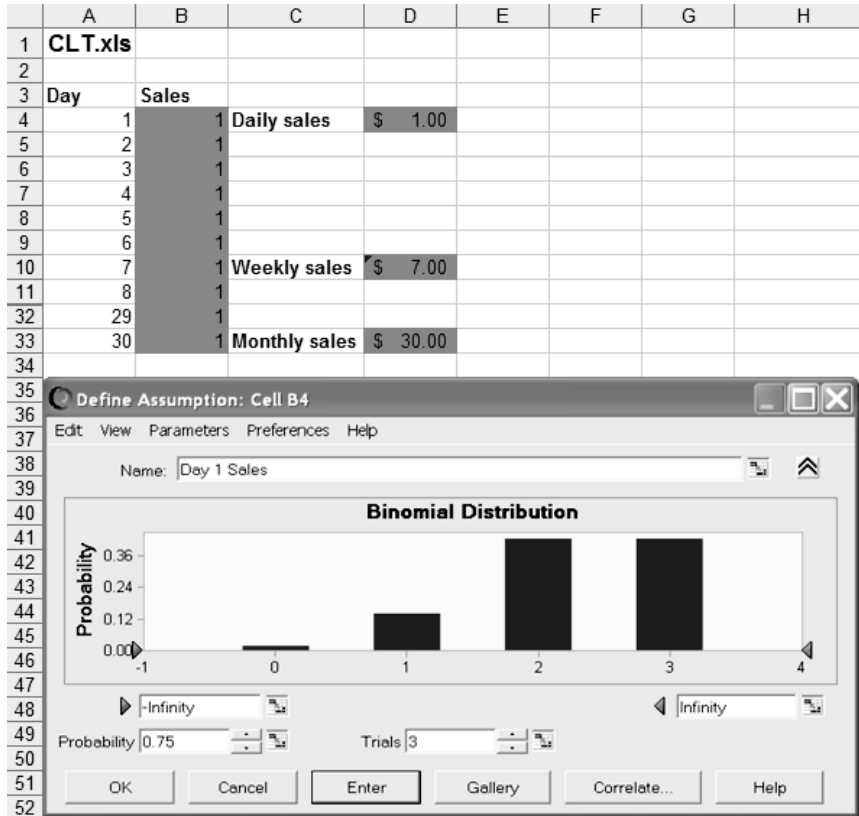 A B C D E F G H
1 CLT.xls
2
3 Day Sales
4 1 1 Daily sales $ 1.00
5 2 1
6 3 1
7 4 1
8 5 1
9 6 1
10 7 1 Weekly sales $ 7.00
11 8 1
32 29 1
33 30 1 Monthly sales $ 30.00
34
35 Define Assumption: Cell B4
36
37 Edit View Parameters Preferences Help
38 Name: Day 1 Sales
39
40 Binomial Distribution
41
42 0.36
43 0.24
44 0.12
45 Probability
46 0.00
-1 0 1 2 3 4
47
48 -Infinity Infinity
49 Probability 0.75 Trials 3
50
51 OK Cancel Enter Gallery Correlate... Help
52